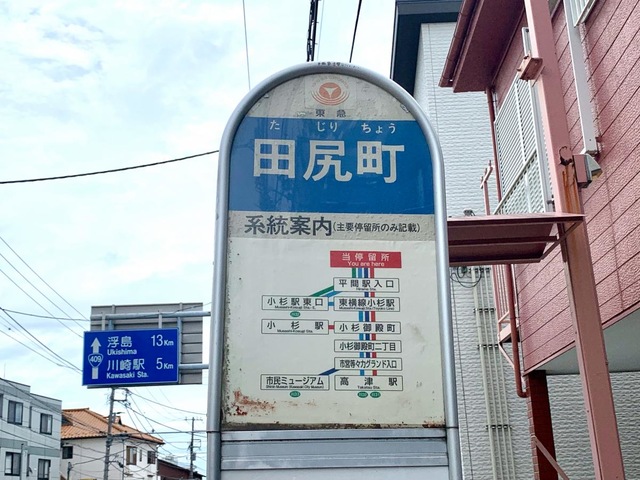 東急
た じり ちょう
田尻町
系統案内(主要停留所のみ記載)
当停留所
You are here
平間駅入口
小杉駅東口
東横線小杉駅
小杉駅
小杉御殿町
小杉御殿町二丁目
市営等々力グランド入口
市民ミュージアム
高津駅
409
浮島 13Km
Ukishima
川崎駅 5Km
Kawasaki Sta.